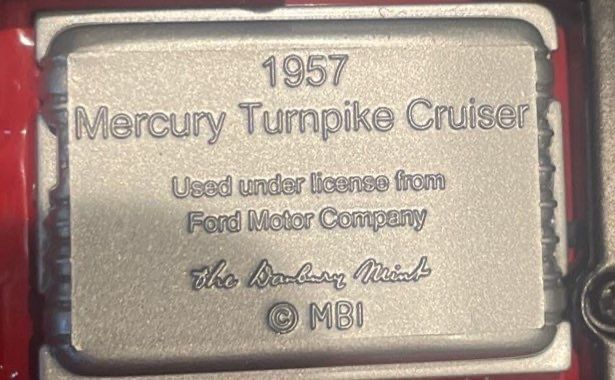 1957
Mercury Turnpike Cruiser
Used under license from
Ford Motor Company
the Danbury Mint
© MBI